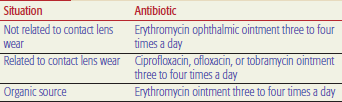 Situation Antibiotic
Not related to contact lens Erythromycin ophthalmic ointment three to four
wear times a day
Related to contact lens wear Ciprofloxacin, ofloxacin, or tobramycin ointment
three to four times a day
Organic source Erythromycin ointment three to four times a day